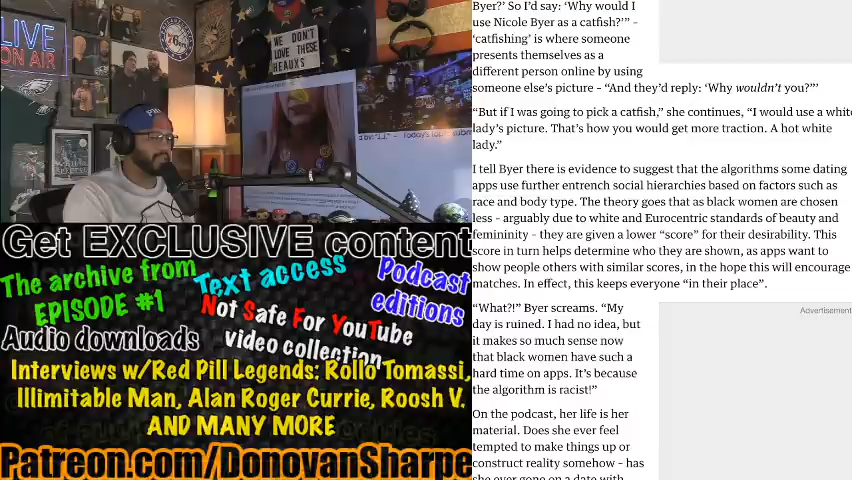 LIVE
ON AIR
76ers
WE DON'T
LOVE THESE
HEAUX$
Get EXCLUSIVE content
The archive from
EPISODE #1
Text access
Podcast
editions
Not Safe For YouTube
video collection
Audio downloads
Interviews w/Red Pill Legends: Rollo Tomassi,
Illimitable Man, Alan Roger Currie, Roosh V.
AND MANY MORE
Patreon.com/DonovanSharpe
Byer?' So I'd say: 'Why would I
use Nicole Byer as a catfish?'” –
‘catfishing’ is where someone
presents themselves as a
different person online by using
someone else's picture – “And they'd reply: ‘Why wouldn't you?’”
“But if I was going to pick a catfish,” she continues, “I would use a white
lady's picture. That's how you would get more traction. A hot white
lady.”
I tell Byer there is evidence to suggest that the algorithms some dating
apps use further entrench social hierarchies based on factors such as
race and body type. The theory goes that as black women are chosen
less – arguably due to white and Eurocentric standards of beauty and
femininity – they are given a lower “score” for their desirability. This
score in turn helps determine who they are shown, as apps want to
show people others with similar scores, in the hope this will encourage
matches. In effect, this keeps everyone “in their place”.
“What?!” Byer screams. “My
day is ruined. I had no idea, but
it makes so much sense now
that black women have such a
hard time on apps. It's because
the algorithm is racist!”
On the podcast, her life is her
material. Does she ever feel
tempted to make things up or
construct reality somehow – has
she ever gone on a date with
Advertisement